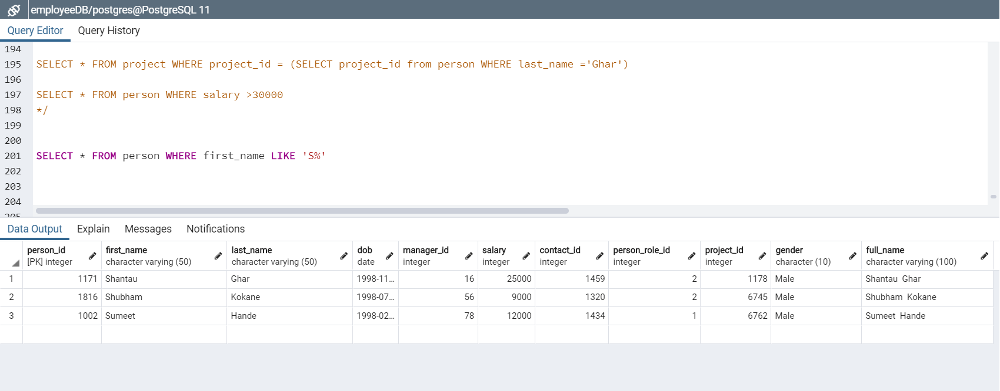 employeeDB/postgres@PostgreSQL 11
Query Editor Query History
194
195 SELECT * FROM project WHERE project_id = (SELECT project_id from person WHERE last_name ='Ghar')
196
197 SELECT * FROM person WHERE salary >30000
198 */
199
200
201 SELECT * FROM person WHERE first_name LIKE 'S%'
202
203
204
205
Data Output Explain Messages Notifications
person_id first_name last_name dob manager_id salary contact_id person_role_id project_id gender full_name
[PK] integer character varying (50) character varying (50) date integer integer integer integer integer character (10) character varying (100)
1 1171 Shantau Ghar 1998-11... 16 25000 1459 2 1178 Male Shantau Ghar
2 1816 Shubham Kokane 1998-07... 56 9000 1320 2 6745 Male Shubham Kokane
3 1002 Sumeet Hande 1998-02... 78 12000 1434 1 6762 Male Sumeet Hande